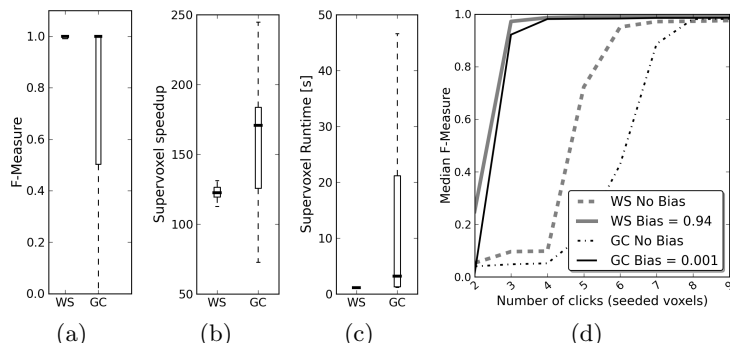 F-Measure
1.0
0.8
0.6
0.4
0.2
0.0
WS GC
(a)
Supervoxel speedup
250
200
150
100
50
WS GC
(b)
Supervoxel Runtime [s]
50
40
30
20
10
0
WS GC
(c)
Median F-Measure
1.0
0.8
0.6
0.4
0.2
0.0
2 3 4 5 6 7 8 9
Number of clicks (seeded voxels)
WS No Bias
WS Bias = 0.94
GC No Bias
GC Bias = 0.001
(d)